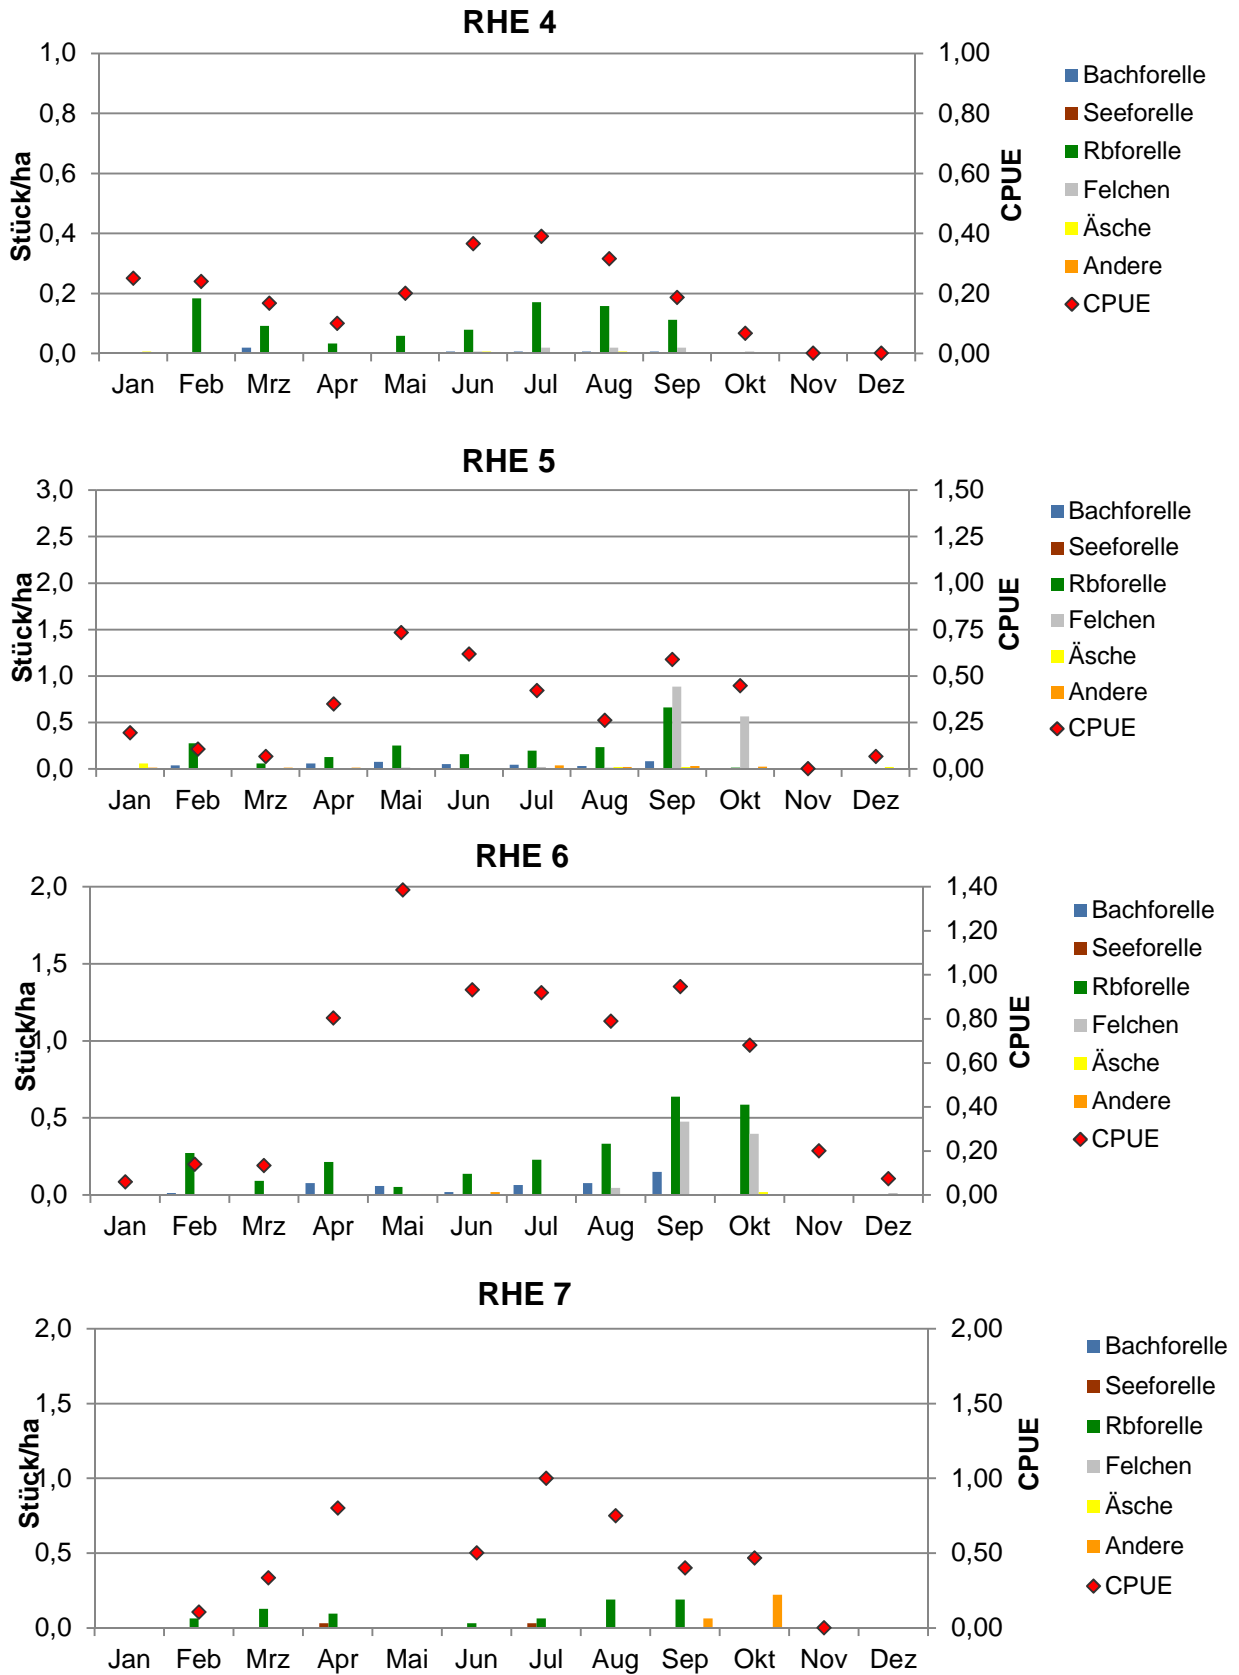 RHE 4
1,0 1,00
0,8 0,80
0,6 0,60
0,4 0,40
0,2 0,20
0,0 0,00
Stück/ha
CPUE
Jan Feb Mrz Apr Mai Jun Jul Aug Sep Okt Nov Dez
Bachforelle
Seeforelle
Rbforelle
Felchen
Äsche
Andere
CPUE
RHE 5
3,0 1,50
2,5 1,25
2,0 1,00
1,5 0,75
1,0 0,50
0,5 0,25
0,0 0,00
Stück/ha
CPUE
Jan Feb Mrz Apr Mai Jun Jul Aug Sep Okt Nov Dez
Bachforelle
Seeforelle
Rbforelle
Felchen
Äsche
Andere
CPUE
RHE 6
2,0
1,5
1,0
0,5
0,0
1,40
1,20
1,00
0,80
0,60
0,40
0,20
0,00
Stück/ha
CPUE
Jan Feb Mrz Apr Mai Jun Jul Aug Sep Okt Nov Dez
Bachforelle
Seeforelle
Rbforelle
Felchen
Äsche
Andere
CPUE
RHE 7
2,0 2,00
1,5 1,50
1,0 1,00
0,5 0,50
0,0 0,00
Stück/ha
CPUE
Jan Feb Mrz Apr Mai Jun Jul Aug Sep Okt Nov Dez
Bachforelle
Seeforelle
Rbforelle
Felchen
Äsche
Andere
CPUE